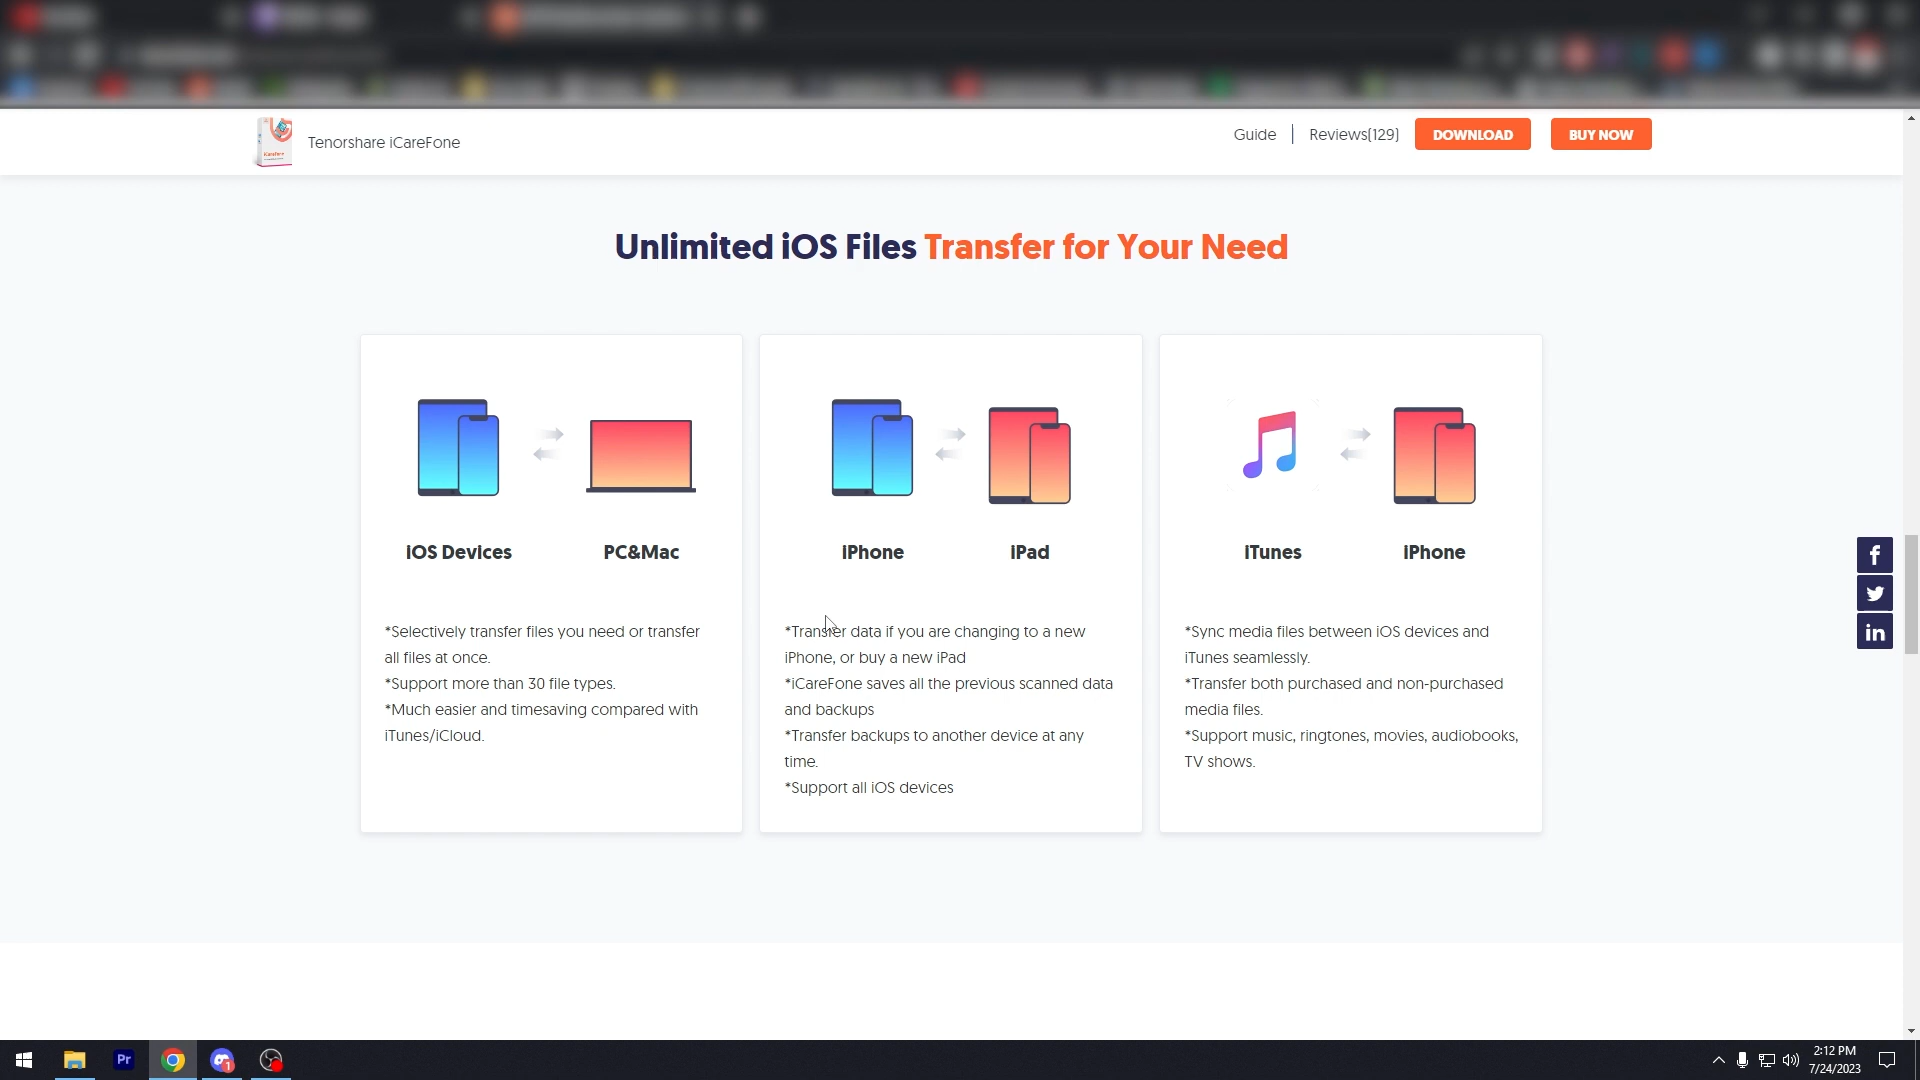 Tenorshare iCareFone
Guide | Reviews(129) DOWNLOAD BUY NOW
Unlimited iOS Files Transfer for Your Need
iOS Devices PC&Mac
*Selectively transfer files you need or transfer
all files at once.
*Support more than 30 file types.
*Much easier and timesaving compared with
iTunes/iCloud.
iPhone iPad
*Transfer data if you are changing to a new
iPhone, or buy a new iPad
*iCareFone saves all the previous scanned data
and backups
*Transfer backups to another device at any
time.
*Support all iOS devices
iTunes iPhone
*Sync media files between iOS devices and
iTunes seamlessly.
*Transfer both purchased and non-purchased
media files.
*Support music, ringtones, movies, audiobooks,
TV shows.
f
in
Pr
1
2:12 PM
7/24/2023